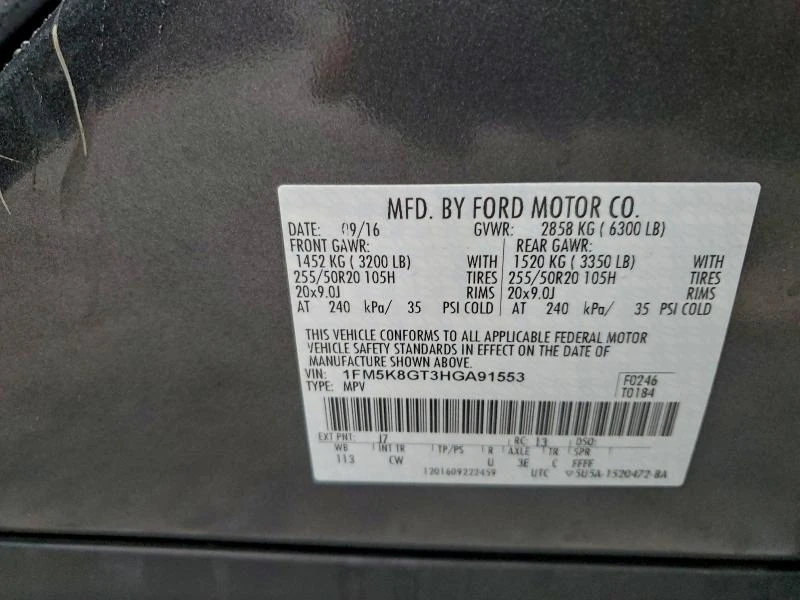 MFD. BY FORD MOTOR CO.
DATE: 09/16 GVWR: 2858 KG ( 6300 LB)
FRONT GAWR: REAR GAWR:
1452 KG ( 3200 LB) WITH 1520 KG ( 3350 LB) WITH
255/50R20 105H TIRES 255/50R20 105H TIRES
20x9.0J RIMS 20x9.0J RIMS
AT 240 kPa/ 35 PSI COLD AT 240 kPa/ 35 PSI COLD
THIS VEHICLE CONFORMS TO ALL APPLICABLE FEDERAL MOTOR
VEHICLE SAFETY STANDARDS IN EFFECT ON THE DATE OF
MANUFACTURE SHOWN ABOVE.
VIN: 1FM5K8GT3HGA91553 F0246
TYPE: MPV T0184
EXT PNT: J7 RC: 13 DSO:
WB INT TR TP/PS R AXLE TR SPR
113 CW U 3E C FFFF
1201609222459 UTC 5U5A-1520472-BA